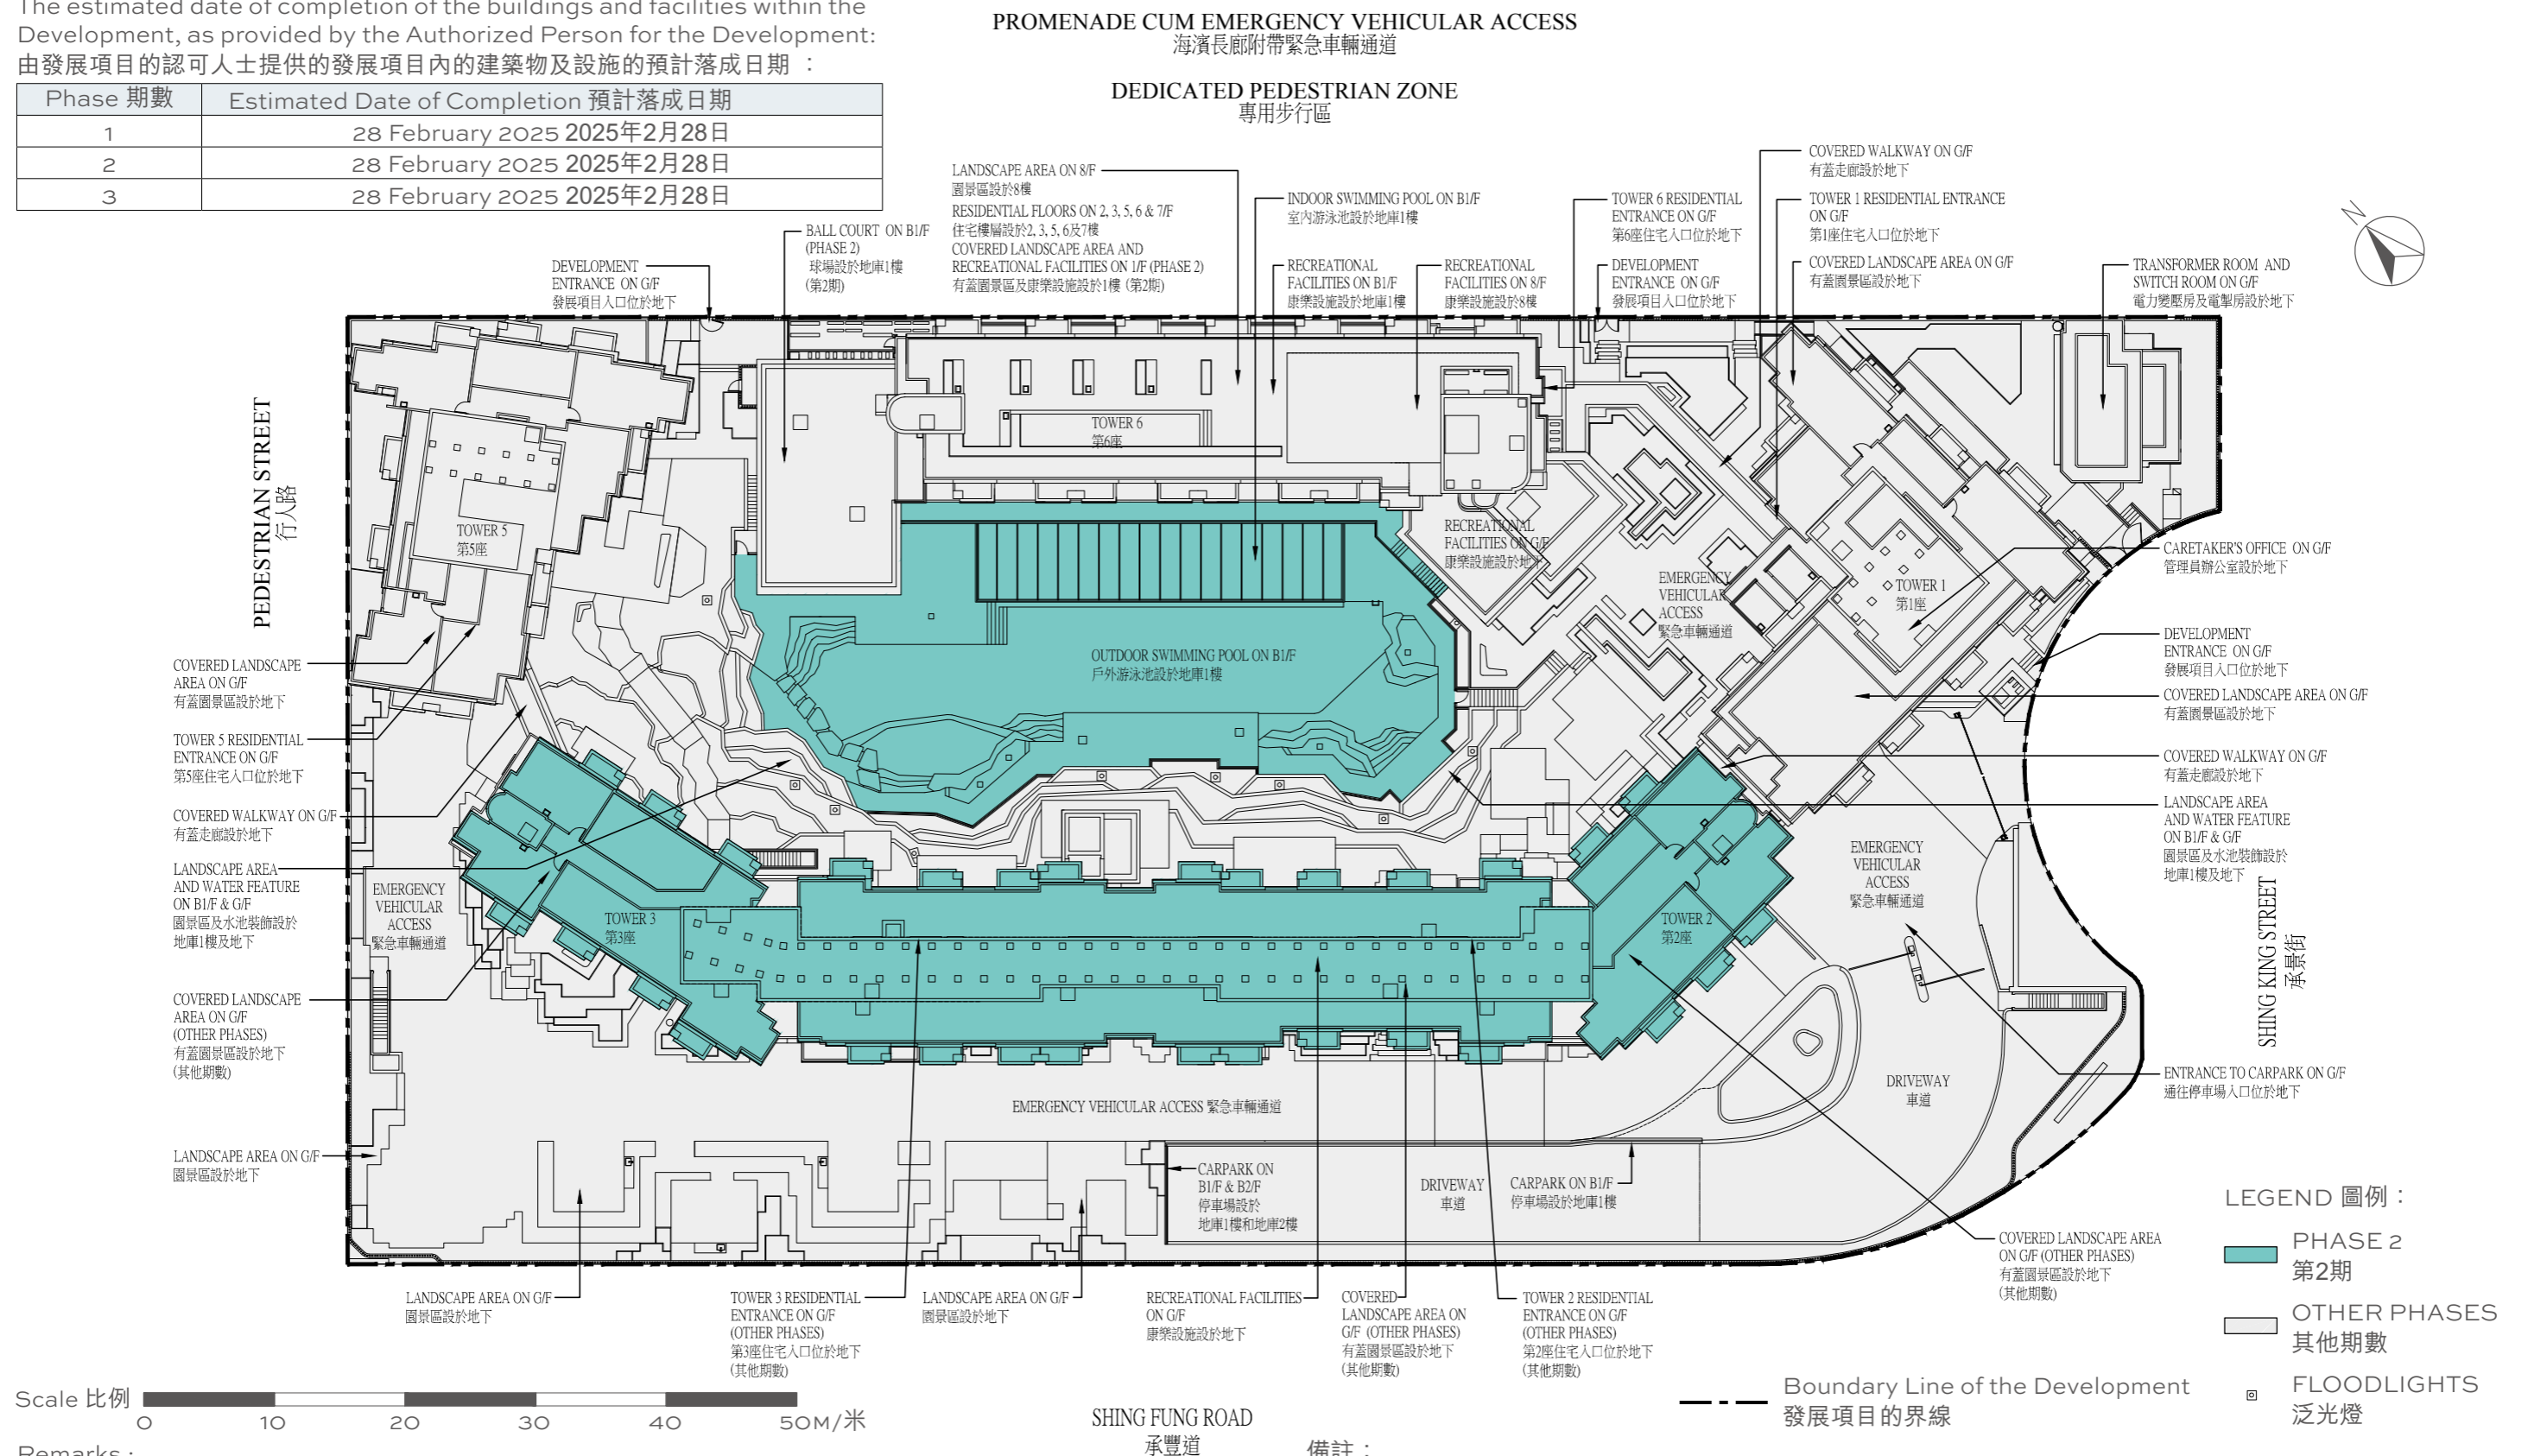 The estimated date of completion of the buildings and facilities within the
Development, as provided by the Authorized Person for the Development:
由發展項目的認可人士提供的發展項目內的建築物及設施的預計落成日期 ：
Phase 期數 Estimated Date of Completion 預計落成日期
1 28 February 2025 2025年2月28日
2 28 February 2025 2025年2月28日
3 28 February 2025 2025年2月28日
PROMENADE CUM EMERGENCY VEHICULAR ACCESS
海濱長廊附帶緊急車輛通道
DEDICATED PEDESTRIAN ZONE
專用步行區
DEVELOPMENT
ENTRANCE ON G/F
發展項目入口位於地下
BALL COURT ON B1/F
(PHASE 2)
球場設於地庫1樓
(第2期)
LANDSCAPE AREA ON 8/F
園景區設於8樓
RESIDENTIAL FLOORS ON 2, 3, 5, 6 & 7/F
住宅樓層設於2, 3, 5, 6及7樓
COVERED LANDSCAPE AREA AND
RECREATIONAL FACILITIES ON 1/F (PHASE 2)
有蓋園景區及康樂設施設於1樓 (第2期)
INDOOR SWIMMING POOL ON B1/F
室內游泳池設於地庫1樓
RECREATIONAL
FACILITIES ON B1/F
康樂設施設於地庫1樓
RECREATIONAL
FACILITIES ON 8/F
康樂設施設於8樓
TOWER 6 RESIDENTIAL
ENTRANCE ON G/F
第6座住宅入口位於地下
DEVELOPMENT
ENTRANCE ON G/F
發展項目入口位於地下
COVERED WALKWAY ON G/F
有蓋走廊設於地下
TOWER 1 RESIDENTIAL ENTRANCE
ON G/F
第1座住宅入口位於地下
COVERED LANDSCAPE AREA ON G/F
有蓋園景區設於地下
TRANSFORMER ROOM AND
SWITCH ROOM ON G/F
電力變壓房及電掣房設於地下
N
PEDESTRIAN STREET
行人路
TOWER 5
第5座
TOWER 6
第6座
RECREATIONAL
FACILITIES ON G/F
康樂設施設於地下
EMERGENCY
VEHICULAR
ACCESS
緊急車輛通道
TOWER 1
第1座
OUTDOOR SWIMMING POOL ON B1/F
戶外游泳池設於地庫1樓
CARETAKER'S OFFICE ON G/F
管理員辦公室設於地下
DEVELOPMENT
ENTRANCE ON G/F
發展項目入口位於地下
COVERED LANDSCAPE AREA ON G/F
有蓋園景區設於地下
COVERED WALKWAY ON G/F
有蓋走廊設於地下
LANDSCAPE AREA
AND WATER FEATURE
ON B1/F & G/F
園景區及水池裝飾設於
地庫1樓及地下
COVERED LANDSCAPE
AREA ON G/F
有蓋園景區設於地下
TOWER 5 RESIDENTIAL
ENTRANCE ON G/F
第5座住宅入口位於地下
COVERED WALKWAY ON G/F
有蓋走廊設於地下
LANDSCAPE AREA
AND WATER FEATURE
ON B1/F & G/F
園景區及水池裝飾設於
地庫1樓及地下
COVERED LANDSCAPE
AREA ON G/F
(OTHER PHASES)
有蓋園景區設於地下
(其他期數)
LANDSCAPE AREA ON G/F
園景區設於地下
EMERGENCY
VEHICULAR
ACCESS
緊急車輛通道
TOWER 3
第3座
TOWER 2
第2座
EMERGENCY
VEHICULAR
ACCESS
緊急車輛通道
SHING KING STREET
承景街
EMERGENCY VEHICULAR ACCESS 緊急車輛通道
DRIVEWAY
車道
ENTRANCE TO CARPARK ON G/F
通往停車場入口位於地下
CARPARK ON
B1/F & B2/F
停車場設於
地庫1樓和地庫2樓
DRIVEWAY
車道
CARPARK ON B1/F
停車場設於地庫1樓
COVERED LANDSCAPE AREA
ON G/F (OTHER PHASES)
有蓋園景區設於地下
(其他期數)
LANDSCAPE AREA ON G/F
園景區設於地下
TOWER 3 RESIDENTIAL
ENTRANCE ON G/F
(OTHER PHASES)
第3座住宅入口位於地下
(其他期數)
LANDSCAPE AREA ON G/F
園景區設於地下
RECREATIONAL FACILITIES
ON G/F
康樂設施設於地下
COVERED
LANDSCAPE AREA ON
G/F (OTHER PHASES)
有蓋園景區設於地下
(其他期數)
TOWER 2 RESIDENTIAL
ENTRANCE ON G/F
(OTHER PHASES)
第2座住宅入口位於地下
(其他期數)
LEGEND 圖例：
PHASE 2
第2期
OTHER PHASES
其他期數
FLOODLIGHTS
泛光燈
Boundary Line of the Development
發展項目的界線
Scale 比例
0 10 20 30 40 50M/米
SHING FUNG ROAD
承豐道
Remarks :
備註：